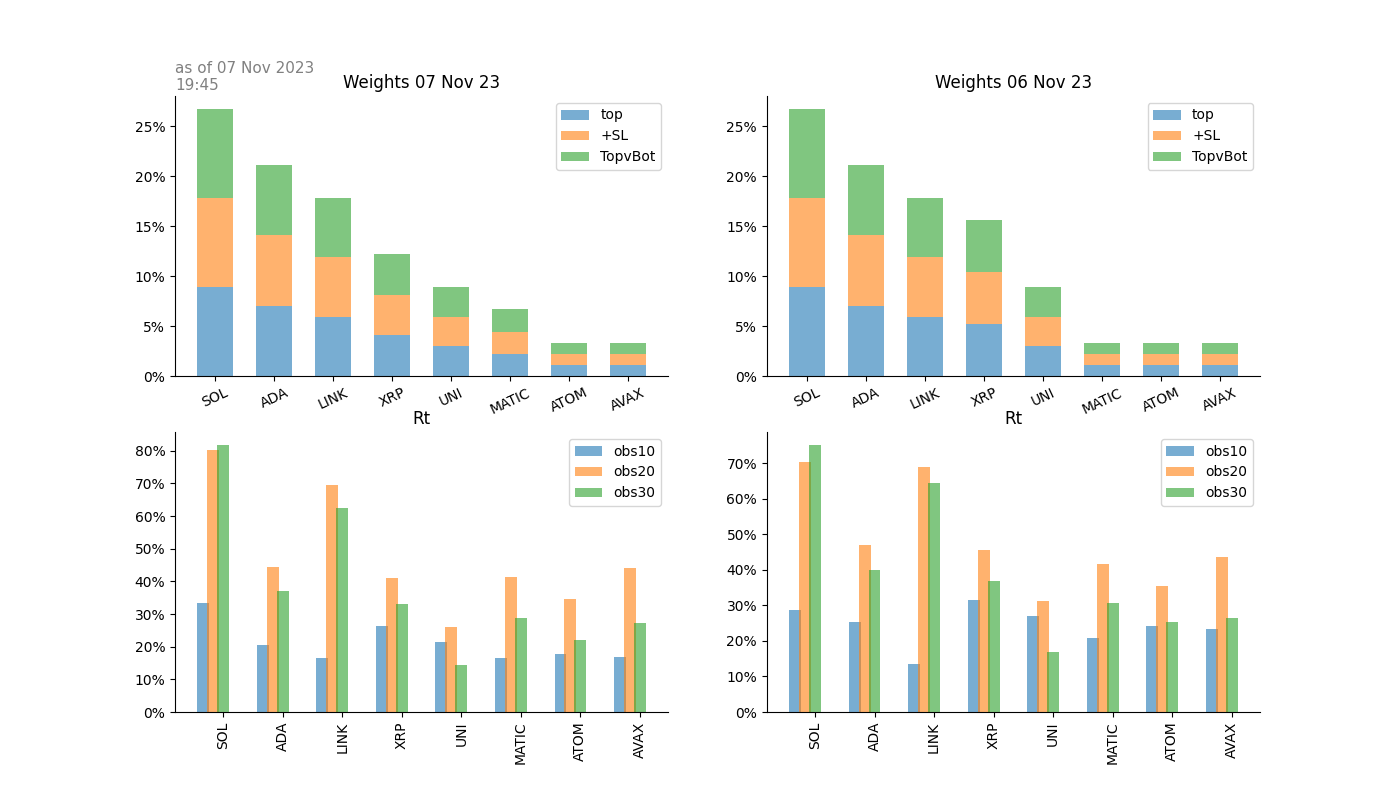 as of 07 Nov 2023
19:45
Weights 07 Nov 23
25%
20%
15%
10%
5%
0%
top
+SL
TopvBot
SOL
ADA
LINK
XRP
UNI
MATIC
ATOM
AVAX
Weights 06 Nov 23
25%
20%
15%
10%
5%
0%
top
+SL
TopvBot
SOL
ADA
LINK
XRP
UNI
MATIC
ATOM
AVAX
Rt
80%
70%
60%
50%
40%
30%
20%
10%
0%
obs10
obs20
obs30
SOL
ADA
LINK
XRP
UNI
MATIC
ATOM
AVAX
Rt
70%
60%
50%
40%
30%
20%
10%
0%
obs10
obs20
obs30
SOL
ADA
LINK
XRP
UNI
MATIC
ATOM
AVAX